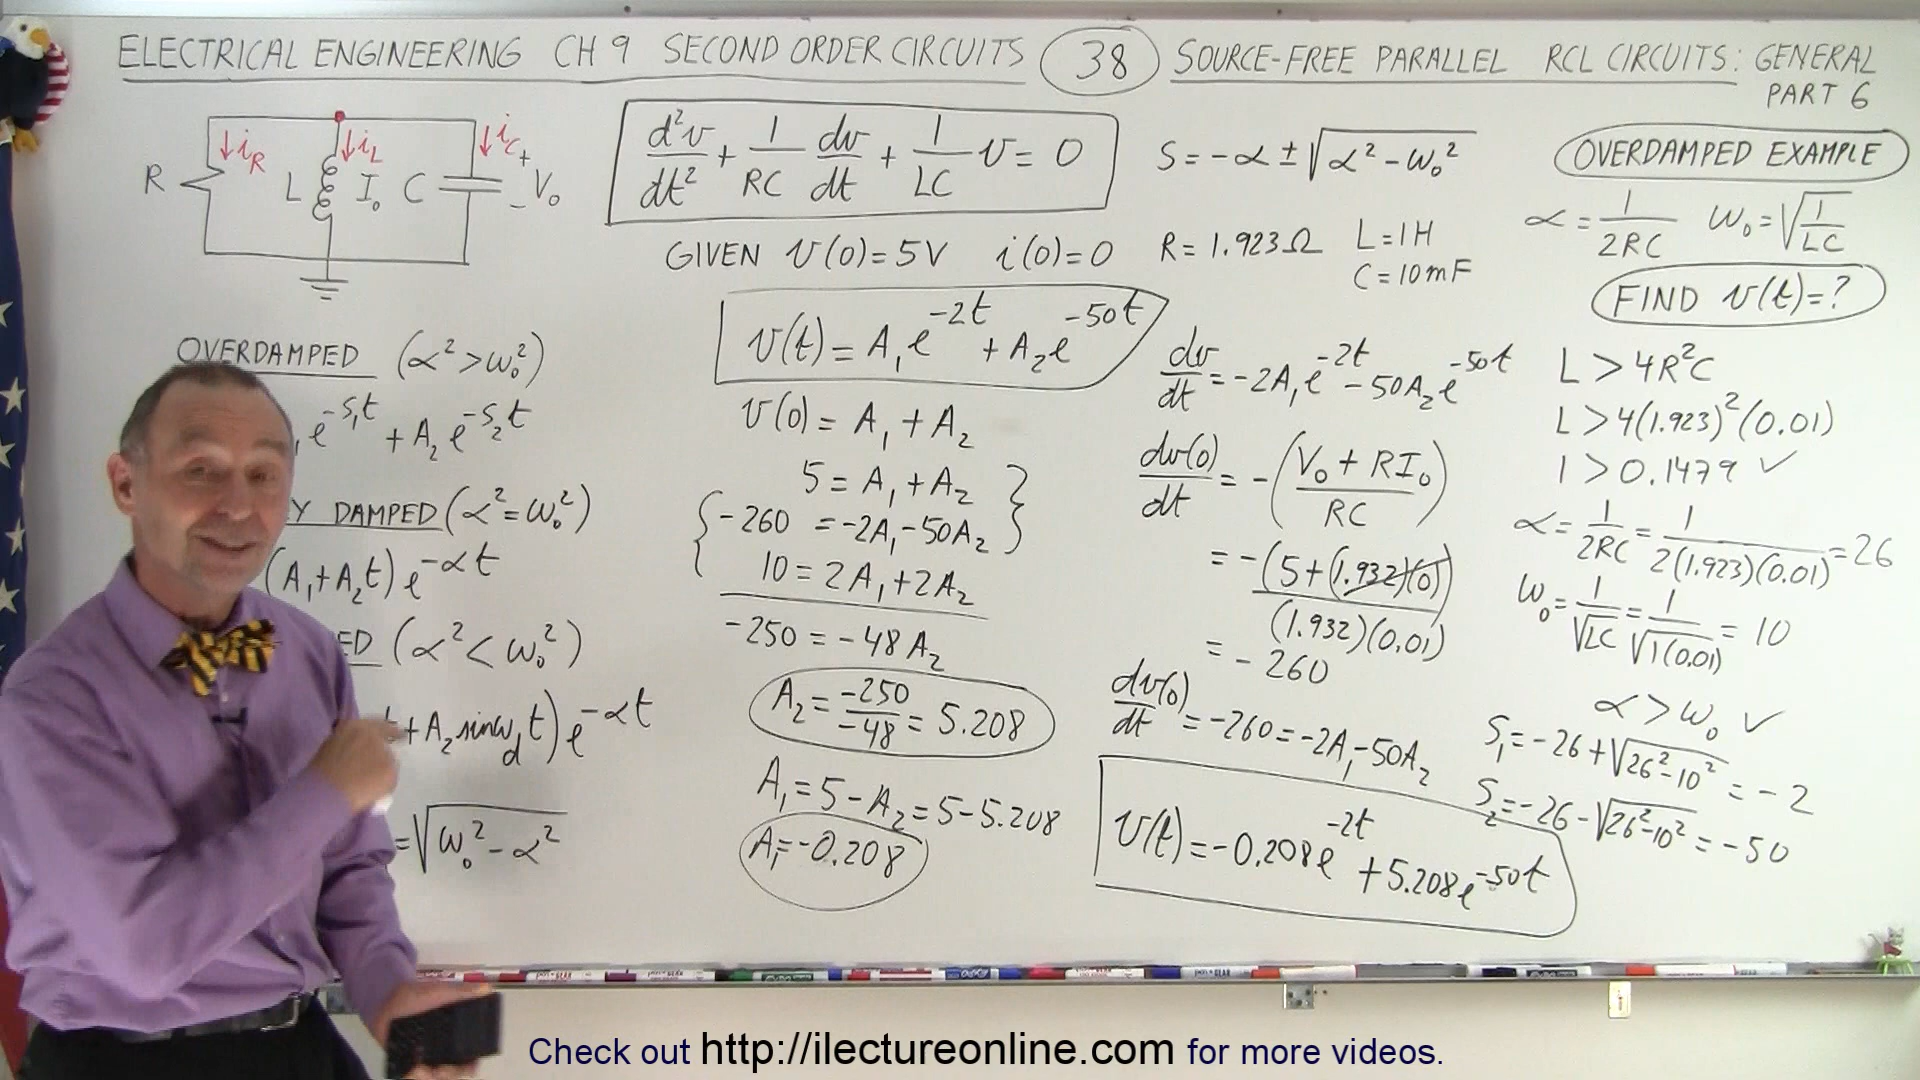 ELECTRICAL ENGINEERING CH 9 SECOND ORDER CIRCUITS 38 SOURCE-FREE PARALLEL RCL CIRCUITS: GENERAL
PART 6
R
↓iR
L
↓iL
I₀
C
↓iC
+
–
V₀
d²v/dt² + 1/RC dv/dt + 1/LC v = 0
GIVEN v(0)=5V i(0)=0
S = -α ± √(α² - ω₀²)
R = 1.923Ω L=1H
C=10mF
OVERDAMPED EXAMPLE
α = 1/2RC ω₀ = √(1/LC)
FIND v(t)=?
OVERDAMPED (α² > ω₀²)
₁e^-S₁t + A₂e^-S₂t
Y DAMPED (α² = ω₀²)
(A₁+A₂t)e^-αt
ED (α² < ω₀²)
t + A₂ sinω_d t)e^-αt
= √(ω₀² - α²)
v(t) = A₁e^-2t + A₂e^-50t
v(0) = A₁ + A₂
5 = A₁ + A₂
-260 = -2A₁ - 50A₂
10 = 2A₁ + 2A₂
-250 = -48A₂
A₂ = -250/-48 = 5.208
A₁ = 5 - A₂ = 5 - 5.208
A₁ = -0.208
dv/dt = -2A₁e^-2t - 50A₂e^-50t
dv(0)/dt = -(V₀ + RI₀/RC)
= -(5+(1.932)(0))/(1.932)(0.01)
= -260
dv(0)/dt = -260 = -2A₁ - 50A₂
v(t) = -0.208e^-2t + 5.208e^-50t
L > 4R²C
L > 4(1.923)²(0.01)
1 > 0.1479 ✓
α = 1/2RC = 1/2(1.923)(0.01) = 26
ω₀ = 1/√LC = 1/√1(0.01) = 10
α > ω₀ ✓
S₁ = -26 + √(26²-10²) = -2
S₂ = -26 - √(26²-10²) = -50
Check out http://ilectureonline.com for more videos.